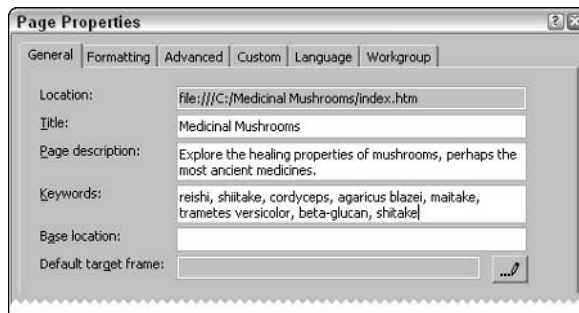 Page Properties
General Formatting Advanced Custom Language Workgroup
Location: file:///C:/Medicinal Mushrooms/index.htm
Title: Medicinal Mushrooms
Page description: Explore the healing properties of mushrooms, perhaps the
most ancient medicines.
Keywords: reishi, shiitake, cordyceps, agaricus blazei, maitake,
trametes versicolor, beta-glucan, shitake
Base location:
Default target frame: